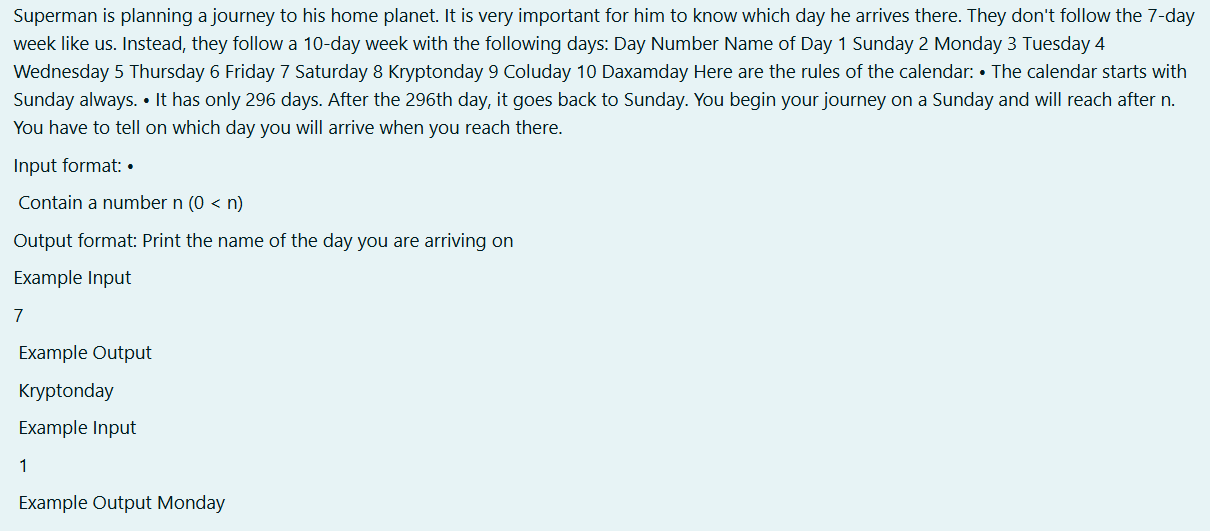 Superman is planning a journey to his home planet. It is very important for him to know which day he arrives there. They don't follow the 7-day
week like us. Instead, they follow a 10-day week with the following days: Day Number Name of Day 1 Sunday 2 Monday 3 Tuesday 4
Wednesday 5 Thursday 6 Friday 7 Saturday 8 Kryptonday 9 Coluday 10 Daxamday Here are the rules of the calendar: • The calendar starts with
Sunday always. • It has only 296 days. After the 296th day, it goes back to Sunday. You begin your journey on a Sunday and will reach after n.
You have to tell on which day you will arrive when you reach there.
Input format: •
Contain a number n (0 < n)
Output format: Print the name of the day you are arriving on
Example Input
7
Example Output
Kryptonday
Example Input
1
Example Output Monday